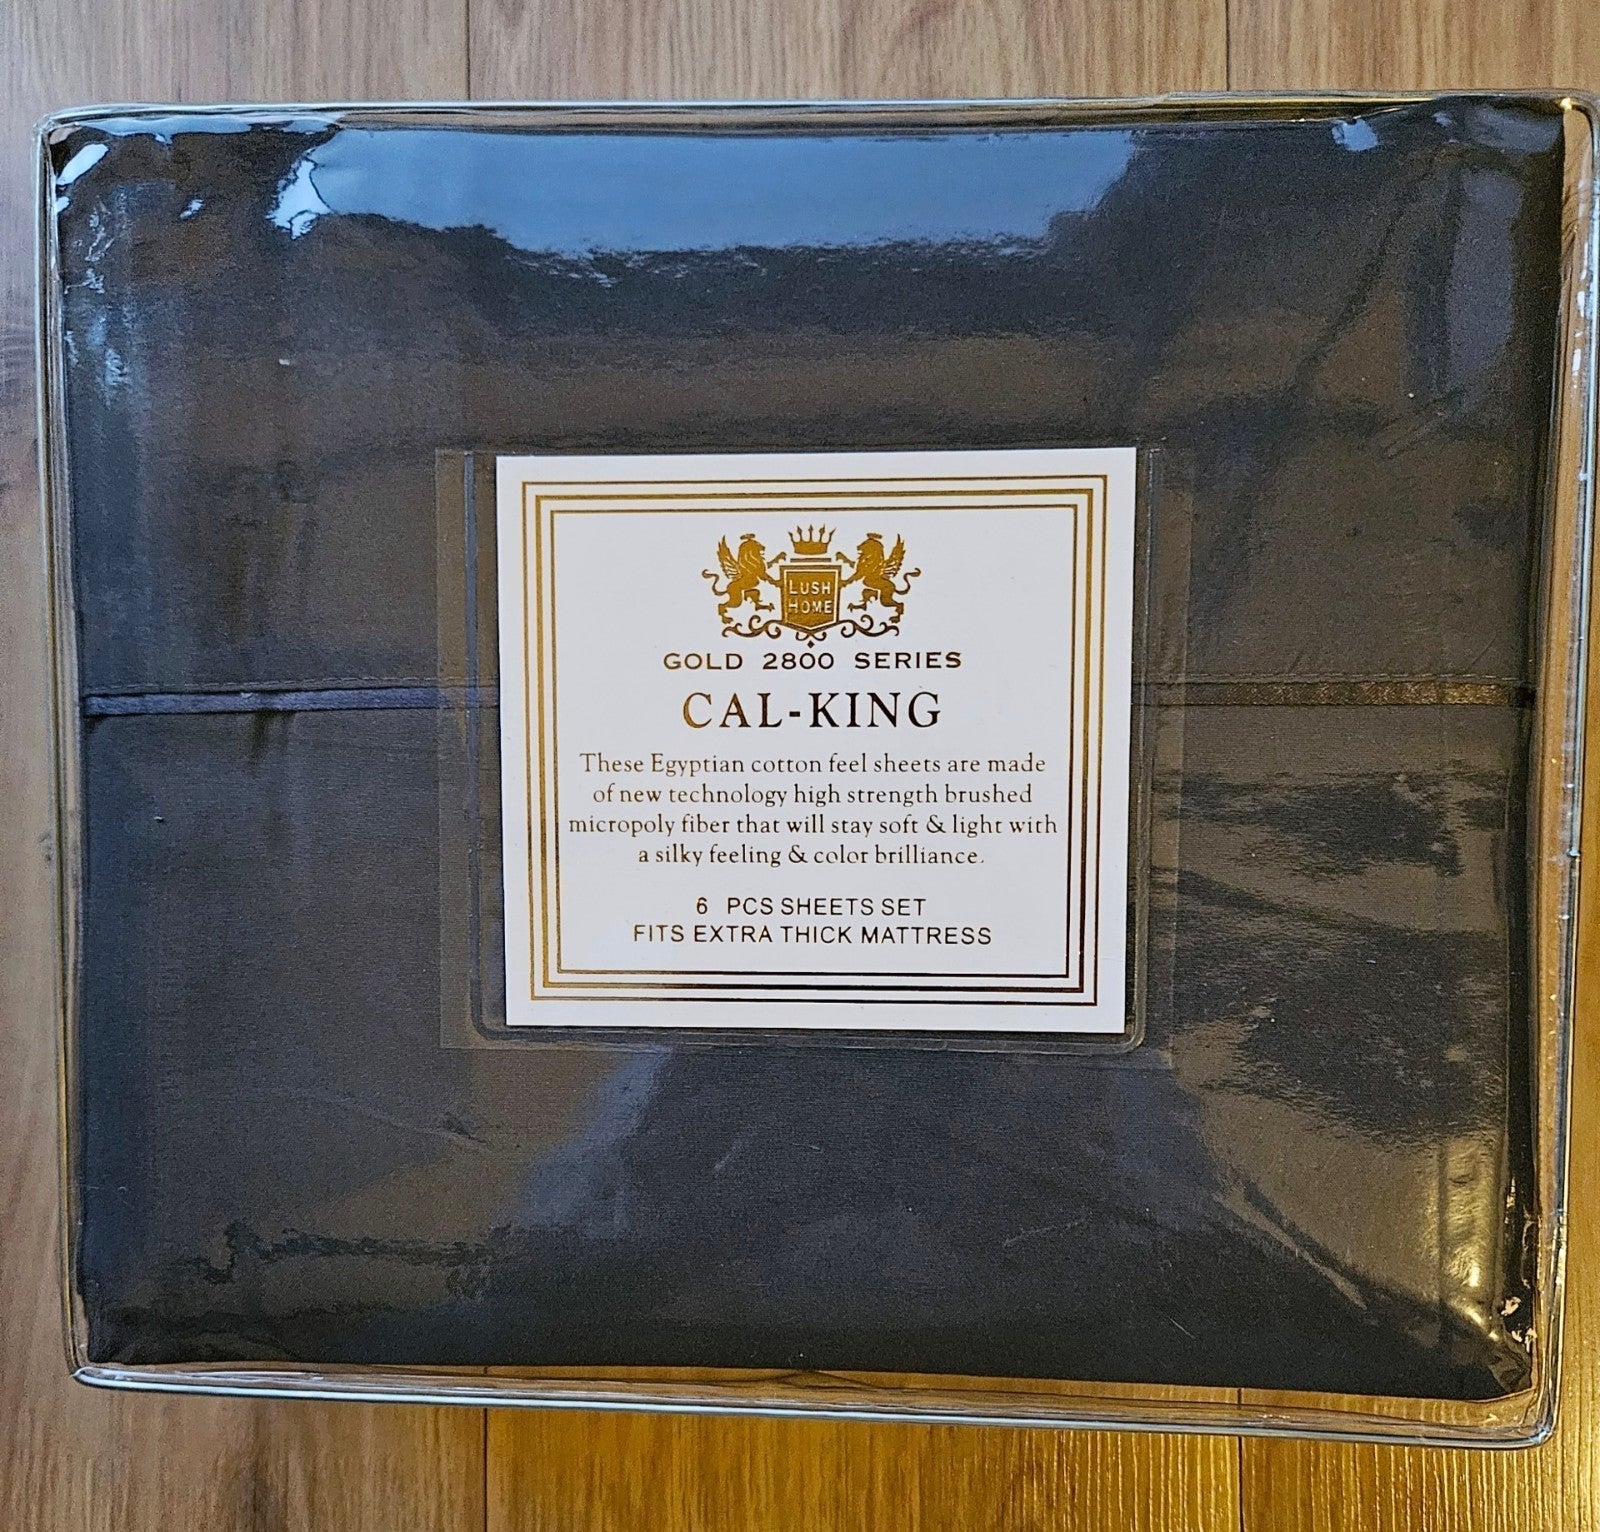 LUSH
HOME
GOLD 2800 SERIES
CAL-KING
These Egyptian cotton feel sheets are made
of new technology high strength brushed
micropoly fiber that will stay soft & light with
a silky feeling & color brilliance.
6 PCS SHEETS SET
FITS EXTRA THICK MATTRESS